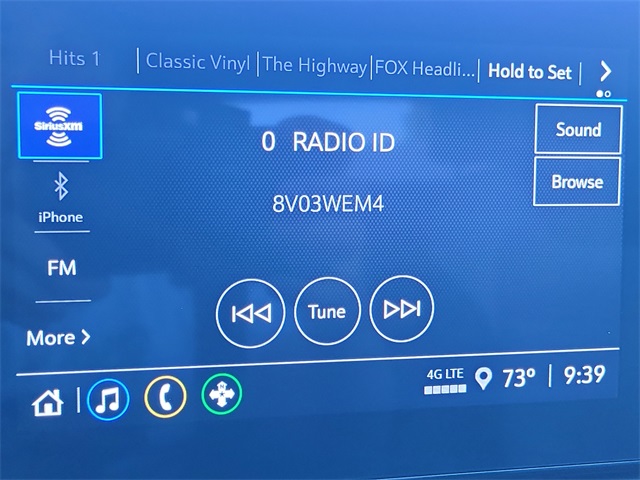 Hits 1 | Classic Vinyl | The Highway | FOX Headli... | Hold to Set |
SiriusXM
0 RADIO ID
Sound
iPhone
8V03WEM4
Browse
FM
Tune
More
4G LTE
73° | 9:39